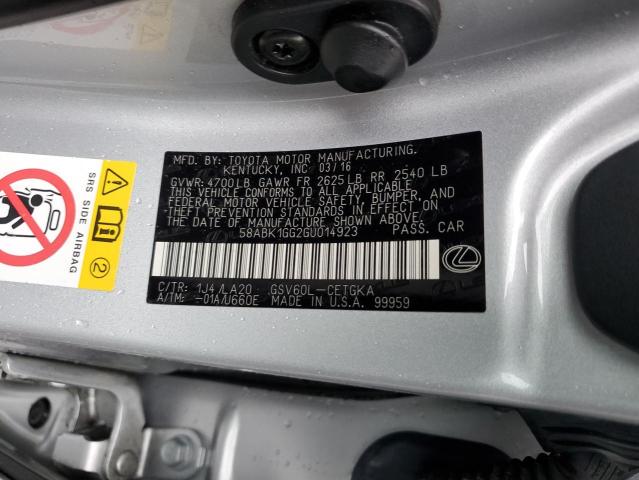 MFD. BY: TOYOTA MOTOR MANUFACTURING,
KENTUCKY, INC 03/16
GVWR: 4700LB GAWR FR 2625LB RR 2540 LB
THIS VEHICLE CONFORMS TO ALL APPLICABLE
FEDERAL MOTOR VEHICLE SAFETY, BUMPER, AND
THEFT PREVENTION STANDARDS IN EFFECT ON
THE DATE OF MANUFACTURE SHOWN ABOVE.
58ABK1GG2GU014923 PASS. CAR
C/TR: 1J4/LA20 GSV60L-CETGKA
A/TM: -01A/U660E MADE IN U.S.A. 99959
SRS SIDE AIRBAG
2